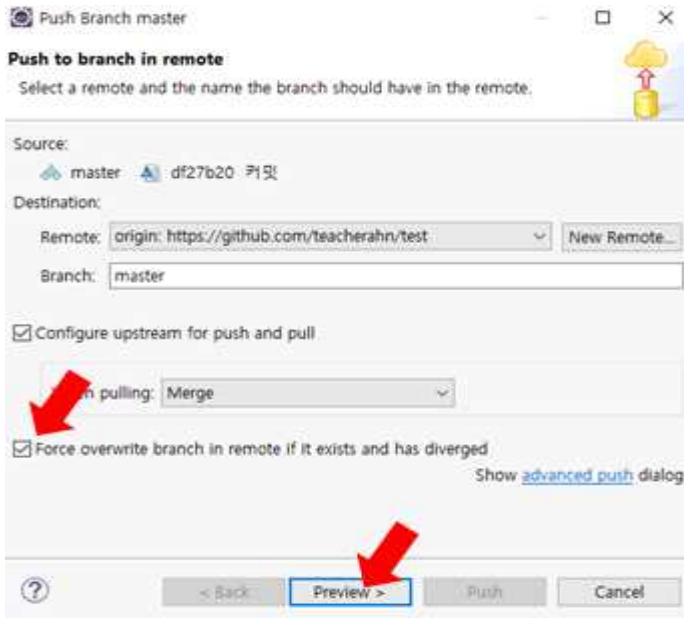 Push Branch master
Push to branch in remote
Select a remote and the name the branch should have in the remote.
Source:
master df27b20 커밋
Destination:
Remote: origin: https://github.com/teacherahn/test New Remote...
Branch: master
Configure upstream for push and pull
pulling: Merge
Force overwrite branch in remote if it exists and has diverged
Show advanced push dialog
? < Back Preview > Push Cancel